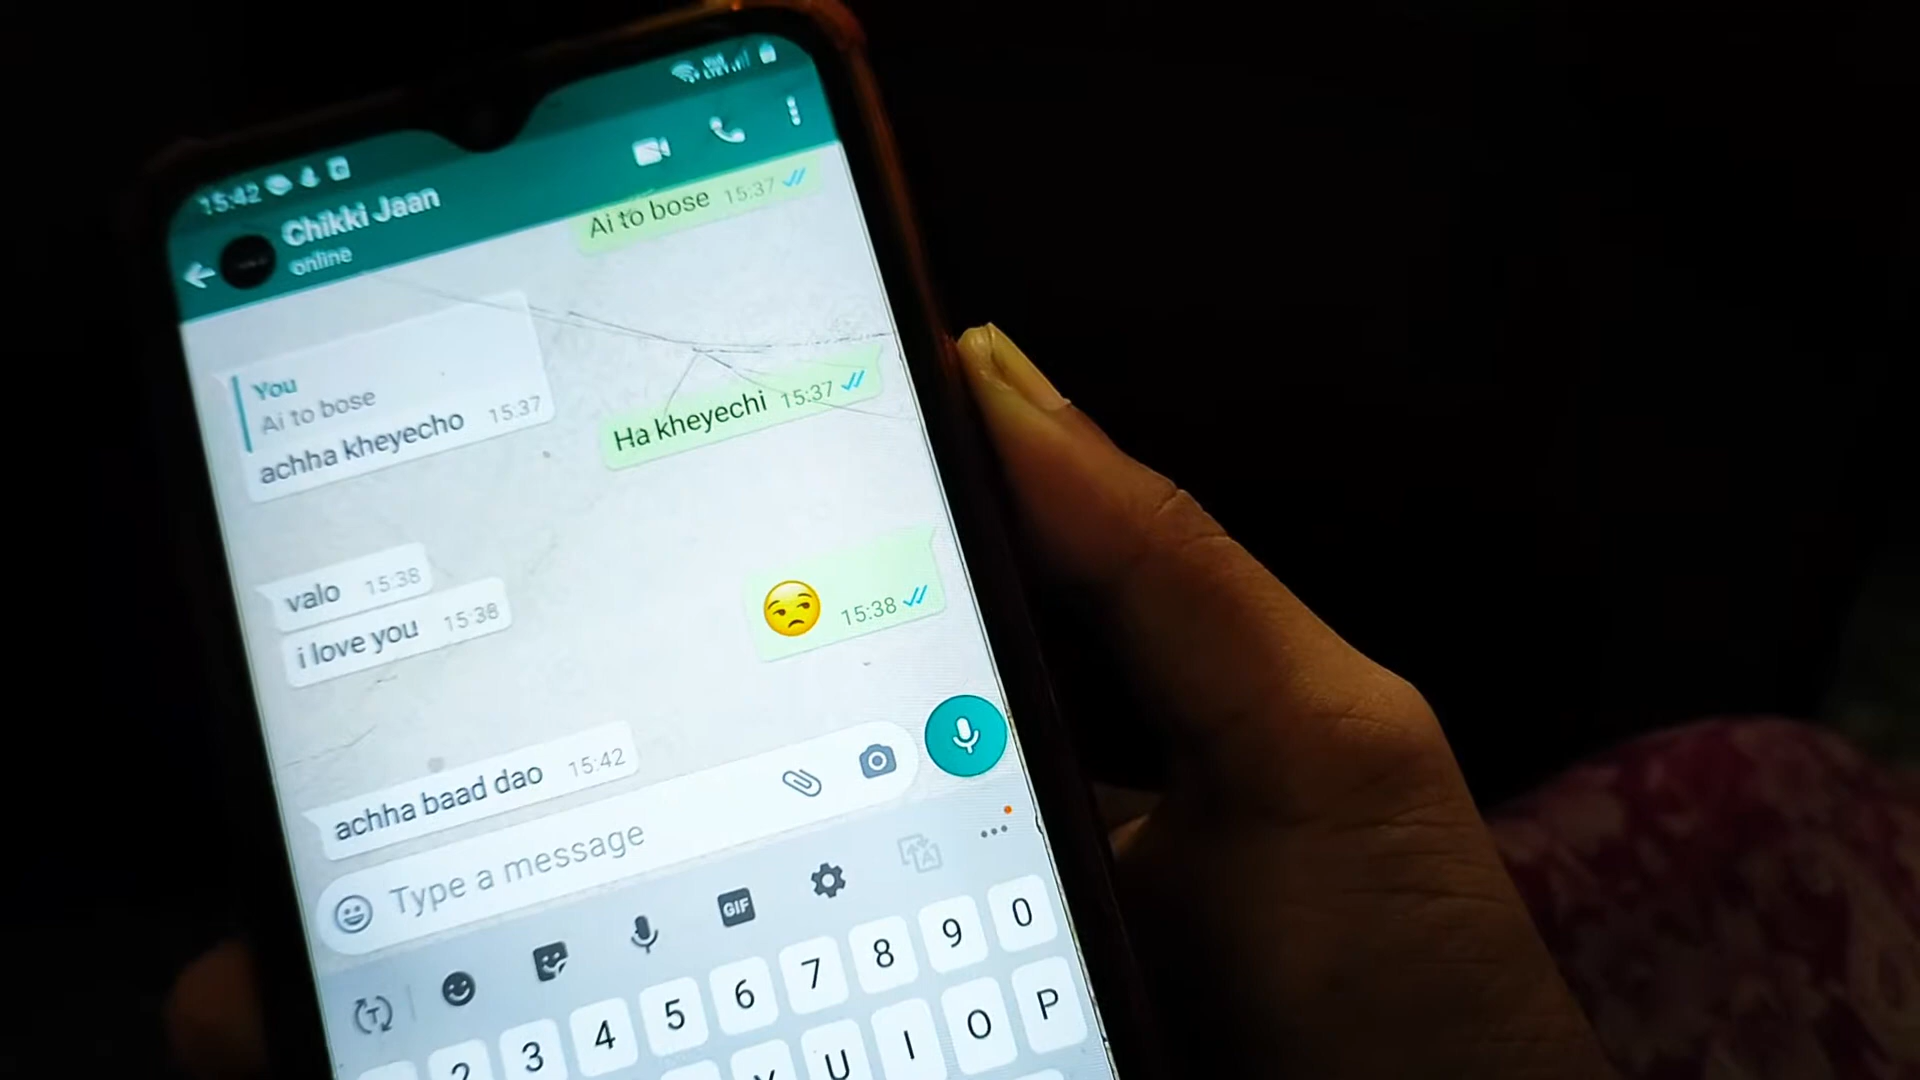 15:42
Chikki Jaan
online
Ai to bose 15:37
You
Ai to bose
achha kheyecho 15:37
Ha kheyechi 15:37
valo 15:38
i love you 15:38
😒 15:38
achha baad dao 15:42
Type a message
GIF
2 3 4 5 6 7 8 9 0
U I O P